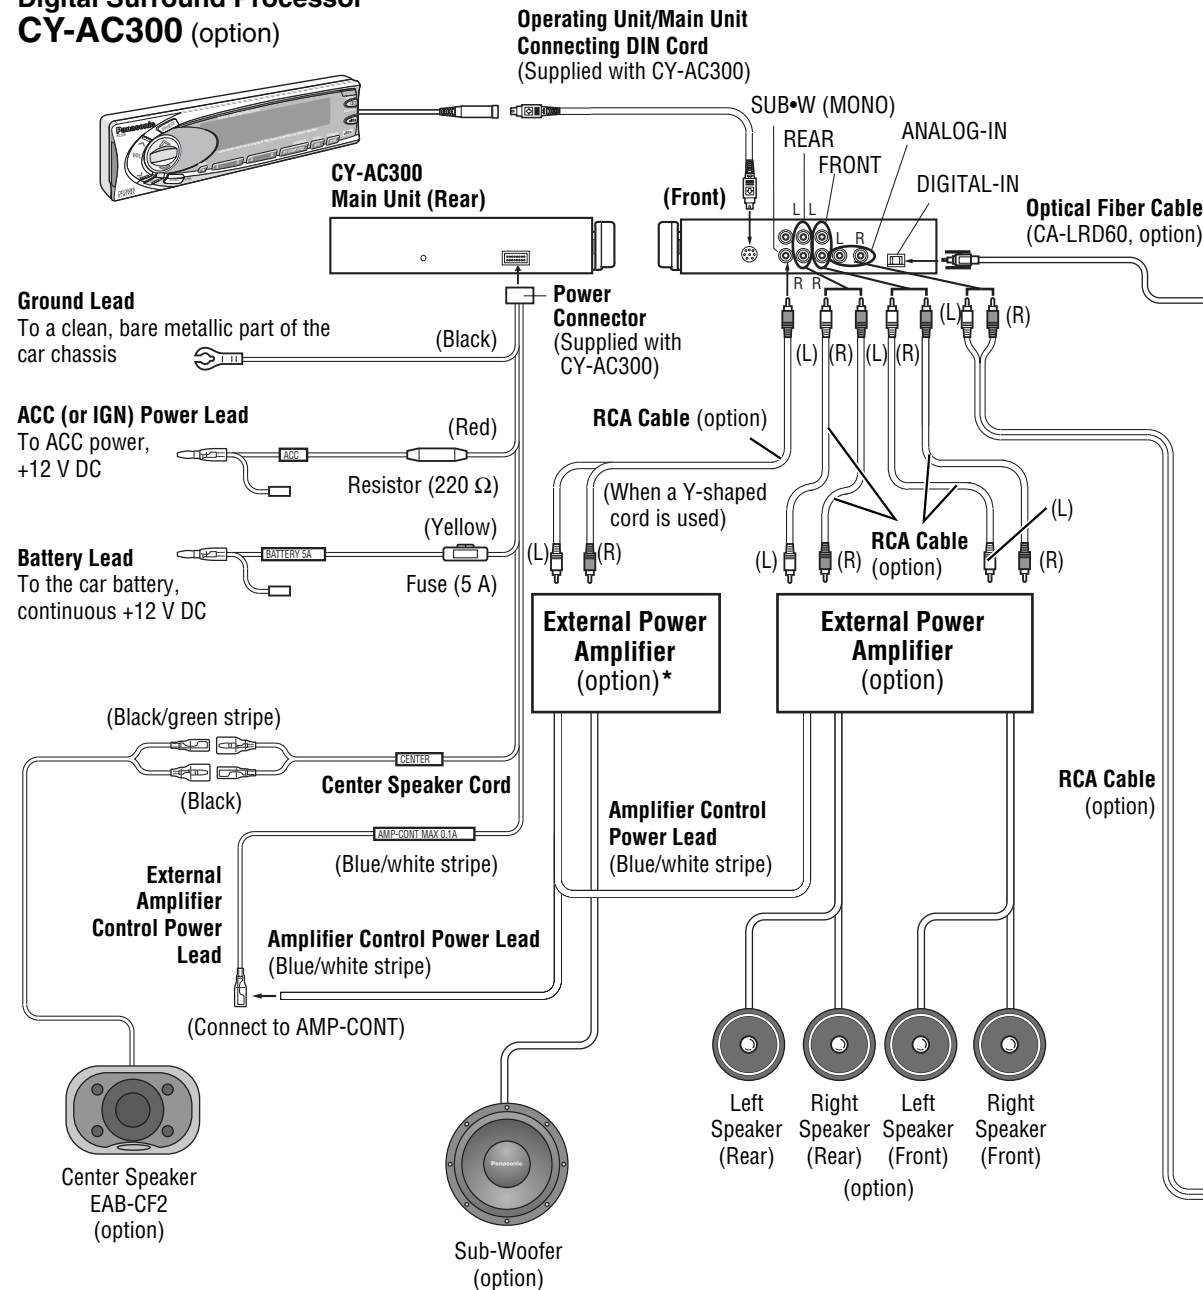 Digital Surround Processor
CY-AC300 (option)
Operating Unit/Main Unit
Connecting DIN Cord
(Supplied with CY-AC300)
Panasonic
SUB•W (MONO)
REAR
FRONT
ANALOG-IN
DIGITAL-IN
CY-AC300
Main Unit (Rear)
(Front)
L L
L R
R R
Optical Fiber Cable
(CA-LRD60, option)
Ground Lead
To a clean, bare metallic part of the
car chassis
(Black)
Power
Connector
(Supplied with
CY-AC300)
(L) (R) (L) (R)
(L) (R)
ACC (or IGN) Power Lead
To ACC power,
+12 V DC
ACC
(Red)
Resistor (220 Ω)
RCA Cable (option)
(When a Y-shaped
cord is used)
Battery Lead
To the car battery,
continuous +12 V DC
BATTERY 5A
(Yellow)
Fuse (5 A)
(L) (R)
(L) (R)
RCA Cable
(option)
(L)
(R)
External Power
Amplifier
(option)*
External Power
Amplifier
(option)
(Black/green stripe)
(Black)
CENTER
Center Speaker Cord
RCA Cable
(option)
AMP-CONT MAX 0.1A
(Blue/white stripe)
Amplifier Control
Power Lead
(Blue/white stripe)
External
Amplifier
Control Power
Lead
Amplifier Control Power Lead
(Blue/white stripe)
(Connect to AMP-CONT)
Center Speaker
EAB-CF2
(option)
Panasonic
Sub-Woofer
(option)
Left
Speaker
(Rear)
Right
Speaker
(Rear)
Left
Speaker
(Front)
Right
Speaker
(Front)
(option)